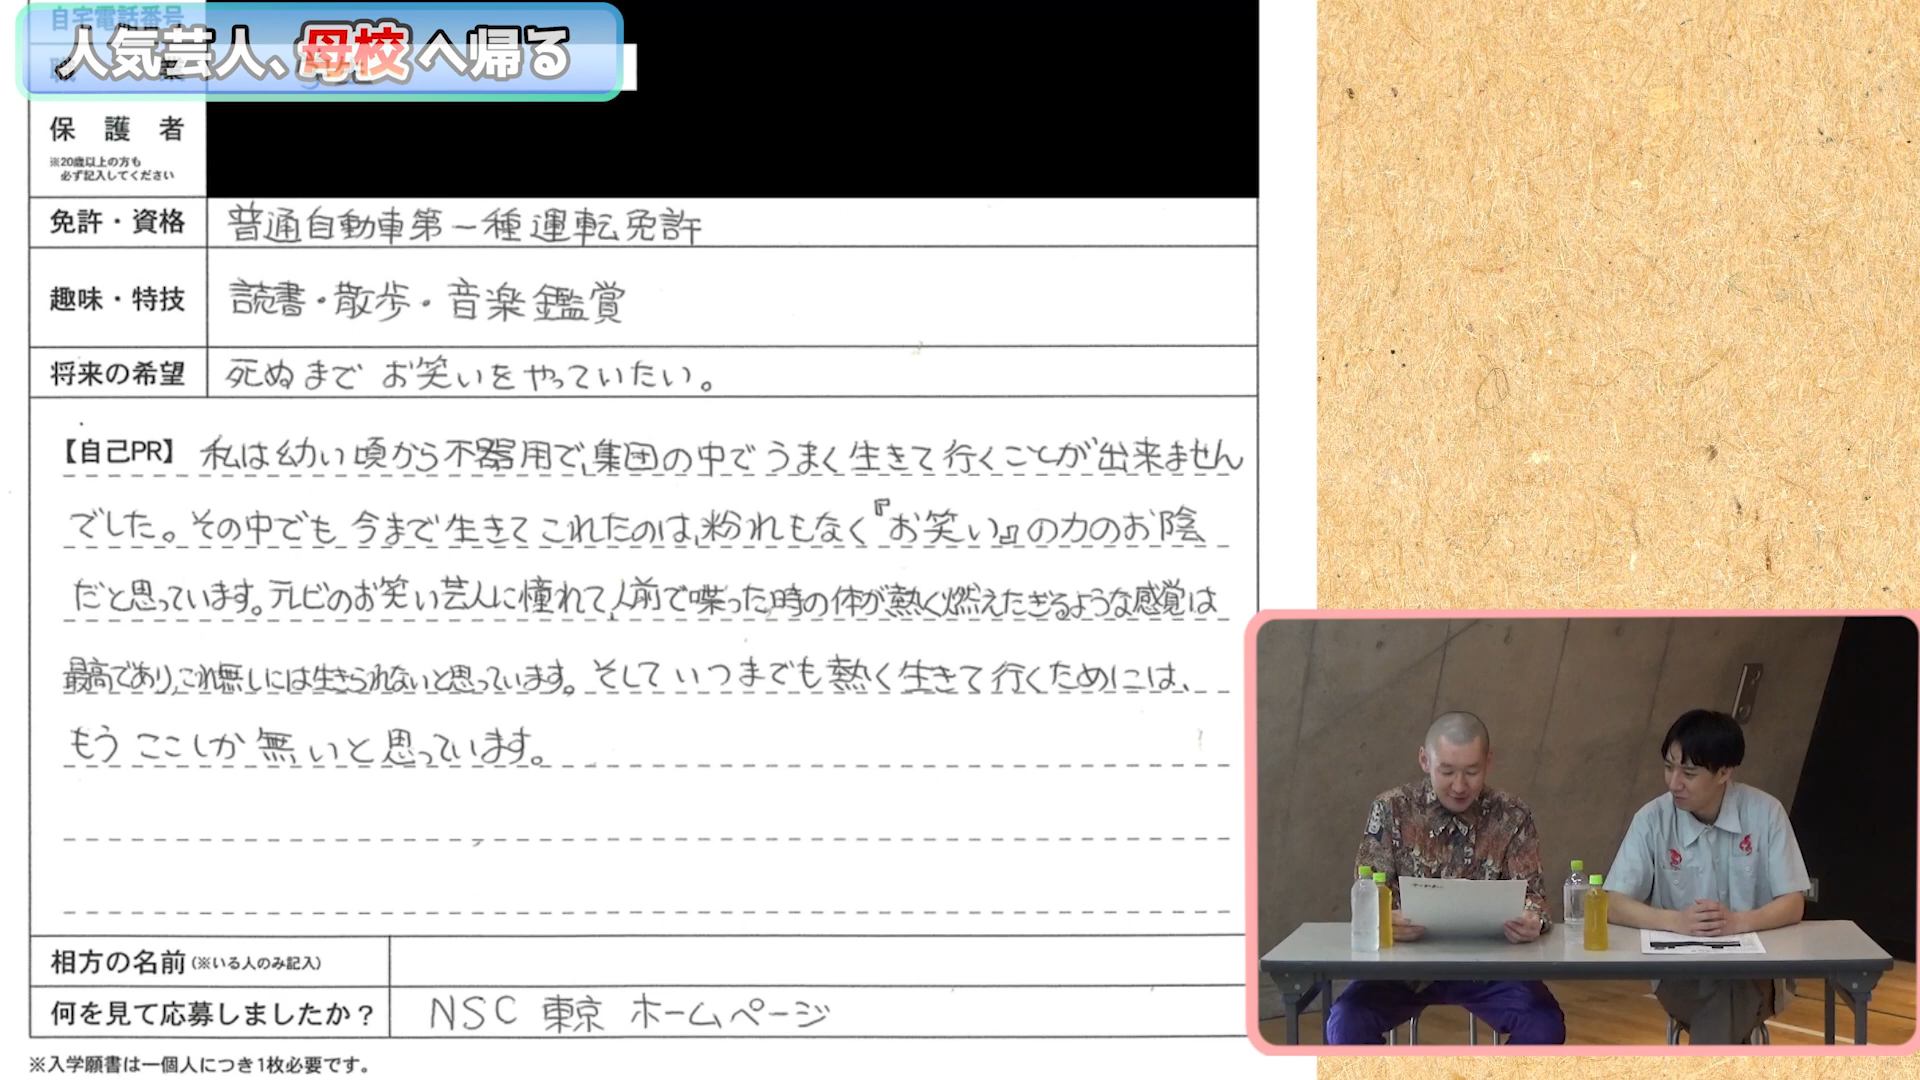 自宅電話番号
人気芸人、母校へ帰る
保護者
※20歳以上の方も
必ず記入してください
免許・資格 普通自動車第一種運転免許
趣味・特技 読書・散歩・音楽鑑賞
将来の希望 死ぬまでお笑いをやっていたい。
【自己PR】 私は幼い頃から不器用で、集団の中でうまく生きて行くことが出来ません
でした。その中でも今まで生きてこれたのは、紛れもなく『お笑い』の力のお陰
だと思っています。テレビのお笑い芸人に憧れて、人前で喋った時の体が熱く燃えたぎるような感覚は
最高であり、これ無しには生きられないと思っています。そしていつまでも熱く生きて行くためには、
もうここしか無いと思っています。
相方の名前(※いる人のみ記入)
何を見て応募しましたか？ NSC 東京 ホームページ
※入学願書は一個人につき1枚必要です。